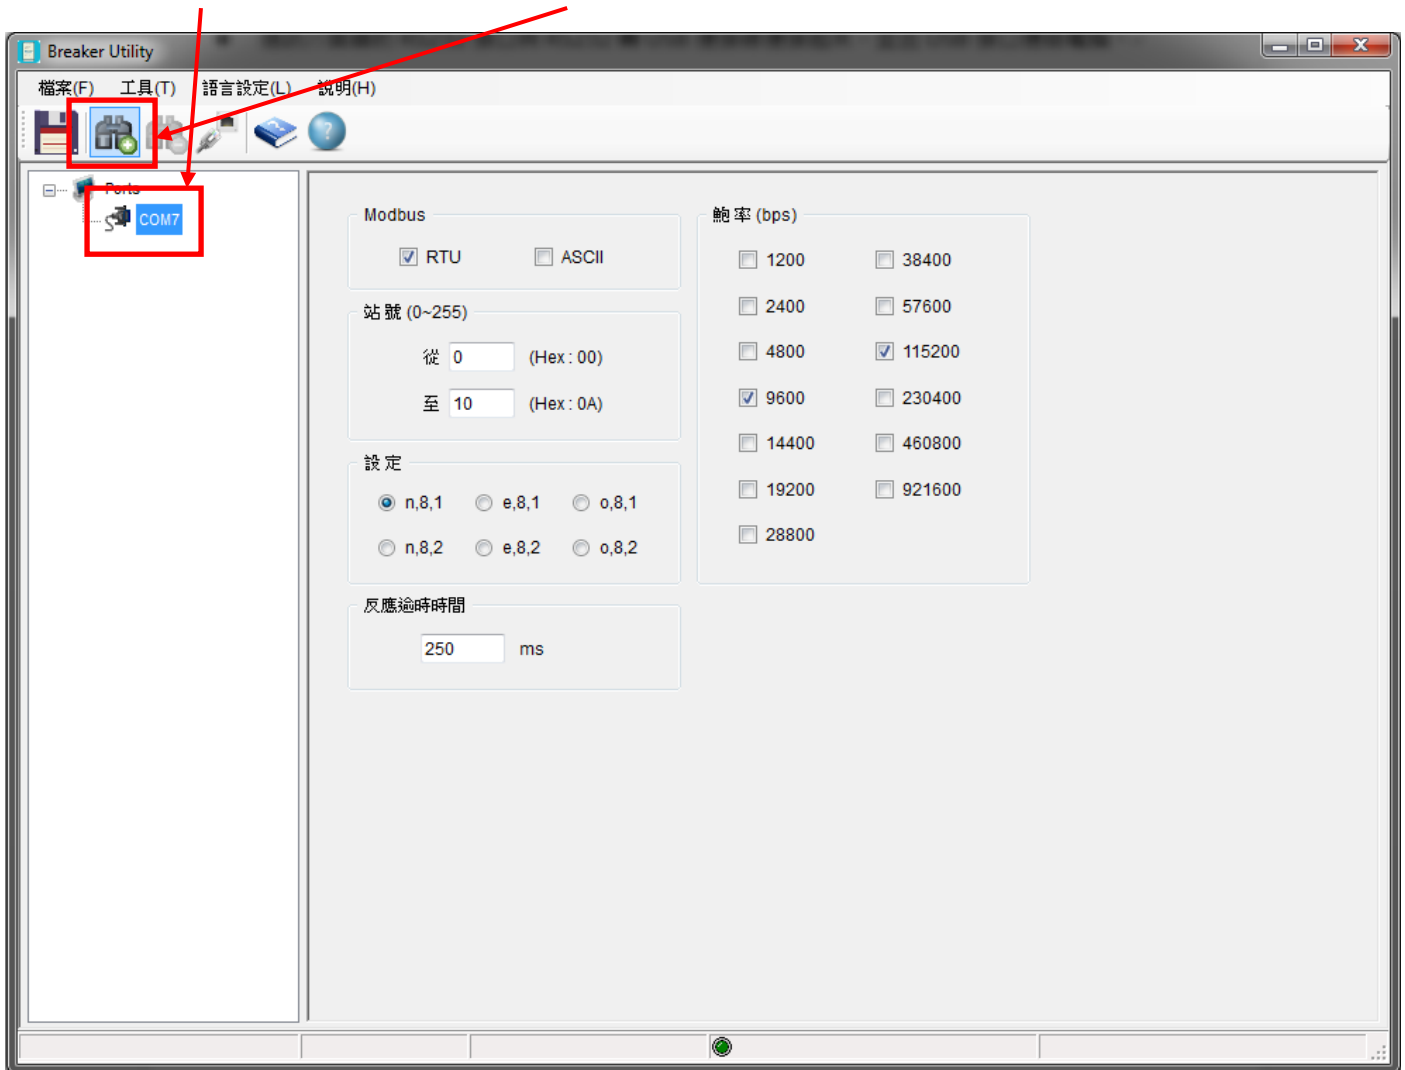 Breaker Utility
檔案(F) 工具(T) 語言設定(L) 說明(H)
Ports
COM7
Modbus
RTU ASCII
站號 (0~255)
從 0 (Hex : 00)
至 10 (Hex : 0A)
設定
n,8,1 e,8,1 o,8,1
n,8,2 e,8,2 o,8,2
反應逾時時間
250 ms
鮑率 (bps)
1200 38400
2400 57600
4800 115200
9600 230400
14400 460800
19200 921600
28800